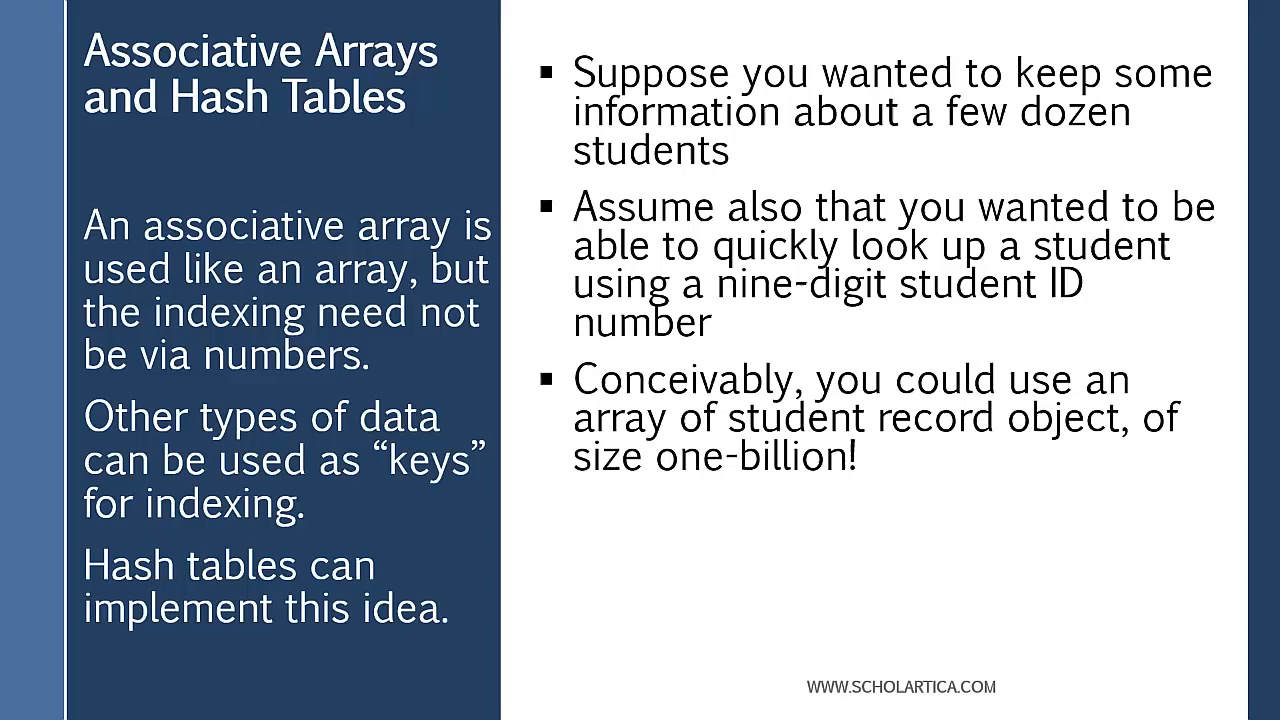 Associative Arrays
and Hash Tables
An associative array is
used like an array, but
the indexing need not
be via numbers.
Other types of data
can be used as “keys”
for indexing.
Hash tables can
implement this idea.
▪ Suppose you wanted to keep some
information about a few dozen
students
▪ Assume also that you wanted to be
able to quickly look up a student
using a nine-digit student ID
number
▪ Conceivably, you could use an
array of student record object, of
size one-billion!
WWW.SCHOLARTICA.COM